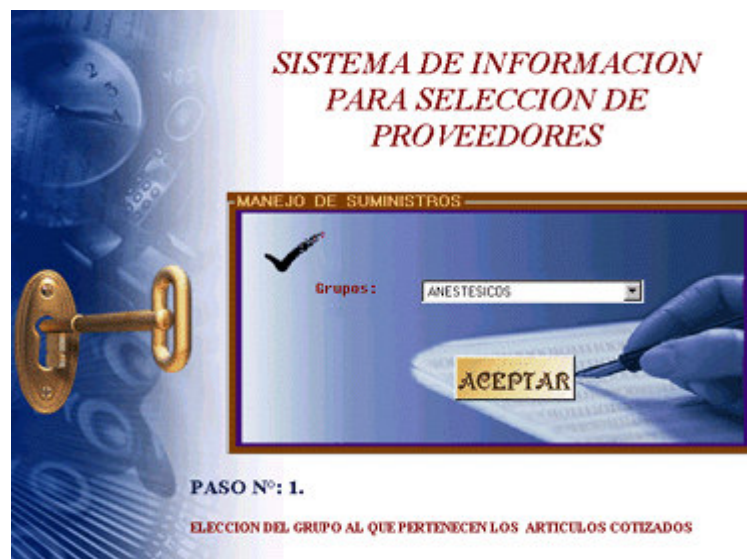 SISTEMA DE INFORMACION
PARA SELECCION DE
PROVEEDORES
MANEJO DE SUMINISTROS
Grupos:
ANESTESICOS
ACEPTAR
PASO Nº: 1.
ELECCION DEL GRUPO AL QUE PERTENECEN LOS ARTICULOS COTIZADOS